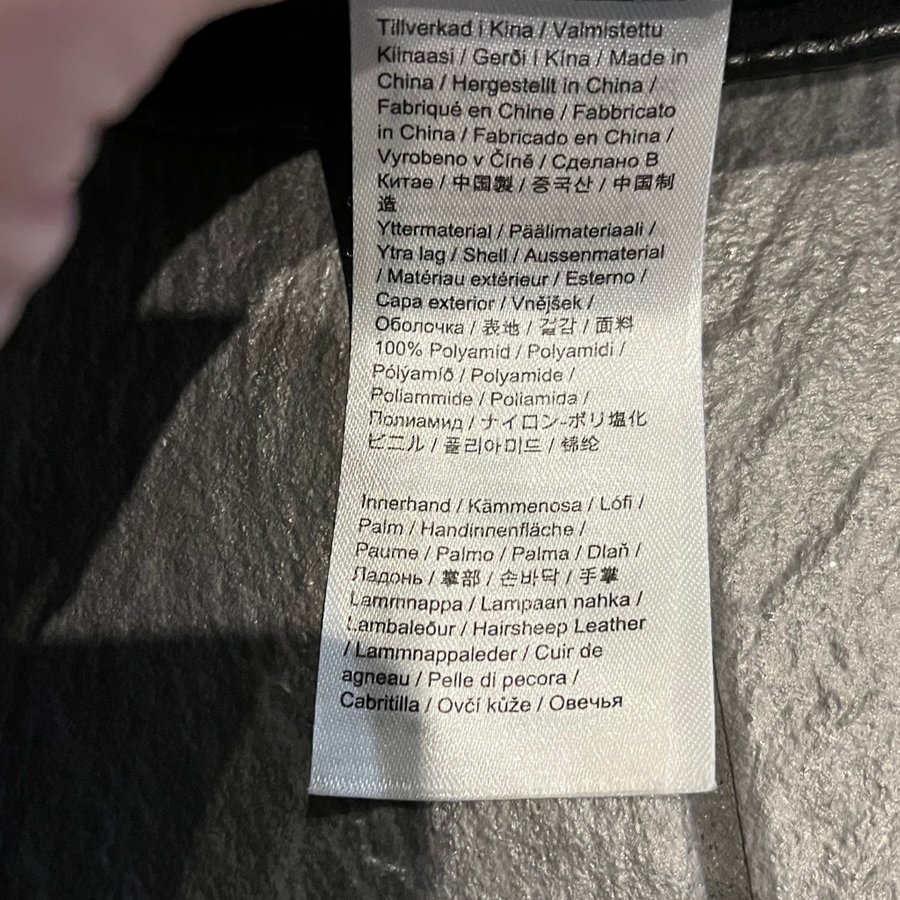 Tillverkad i Kina / Valmistettu
Kiinaasi / Gerði í Kína / Made in
China / Hergestellt in China /
Fabriqué en Chine / Fabbricato
in China / Fabricado en China /
Vyrobeno v Číně / Сделано В
Китае / 中国製 / 중국산 / 中国制
造
Yttermaterial / Päälimateriaali /
Ytra lag / Shell / Aussenmaterial
/ Matériau extérieur / Esterno /
Capa exterior / Vnějšek /
Оболочка / 表地 / 겉감 / 面料
100% Polyamid / Polyamidi /
Pólýamíð / Polyamide /
Poliammide / Poliamida /
Полиамид / ナイロン-ポリ塩化
ビニル / 폴리아미드 / 锦纶
Innerhand / Kämmenosa / Lófi /
Palm / Handinnenfläche /
Paume / Palmo / Palma / Dlaň /
Ладонь / 掌部 / 손바닥 / 手掌
Lammnappa / Lampaan nahka /
Lambaleður / Hairsheep Leather
/ Lammnappaleder / Cuir de
agneau / Pelle di pecora /
Cabritilla / Ovčí kůže / Овечья